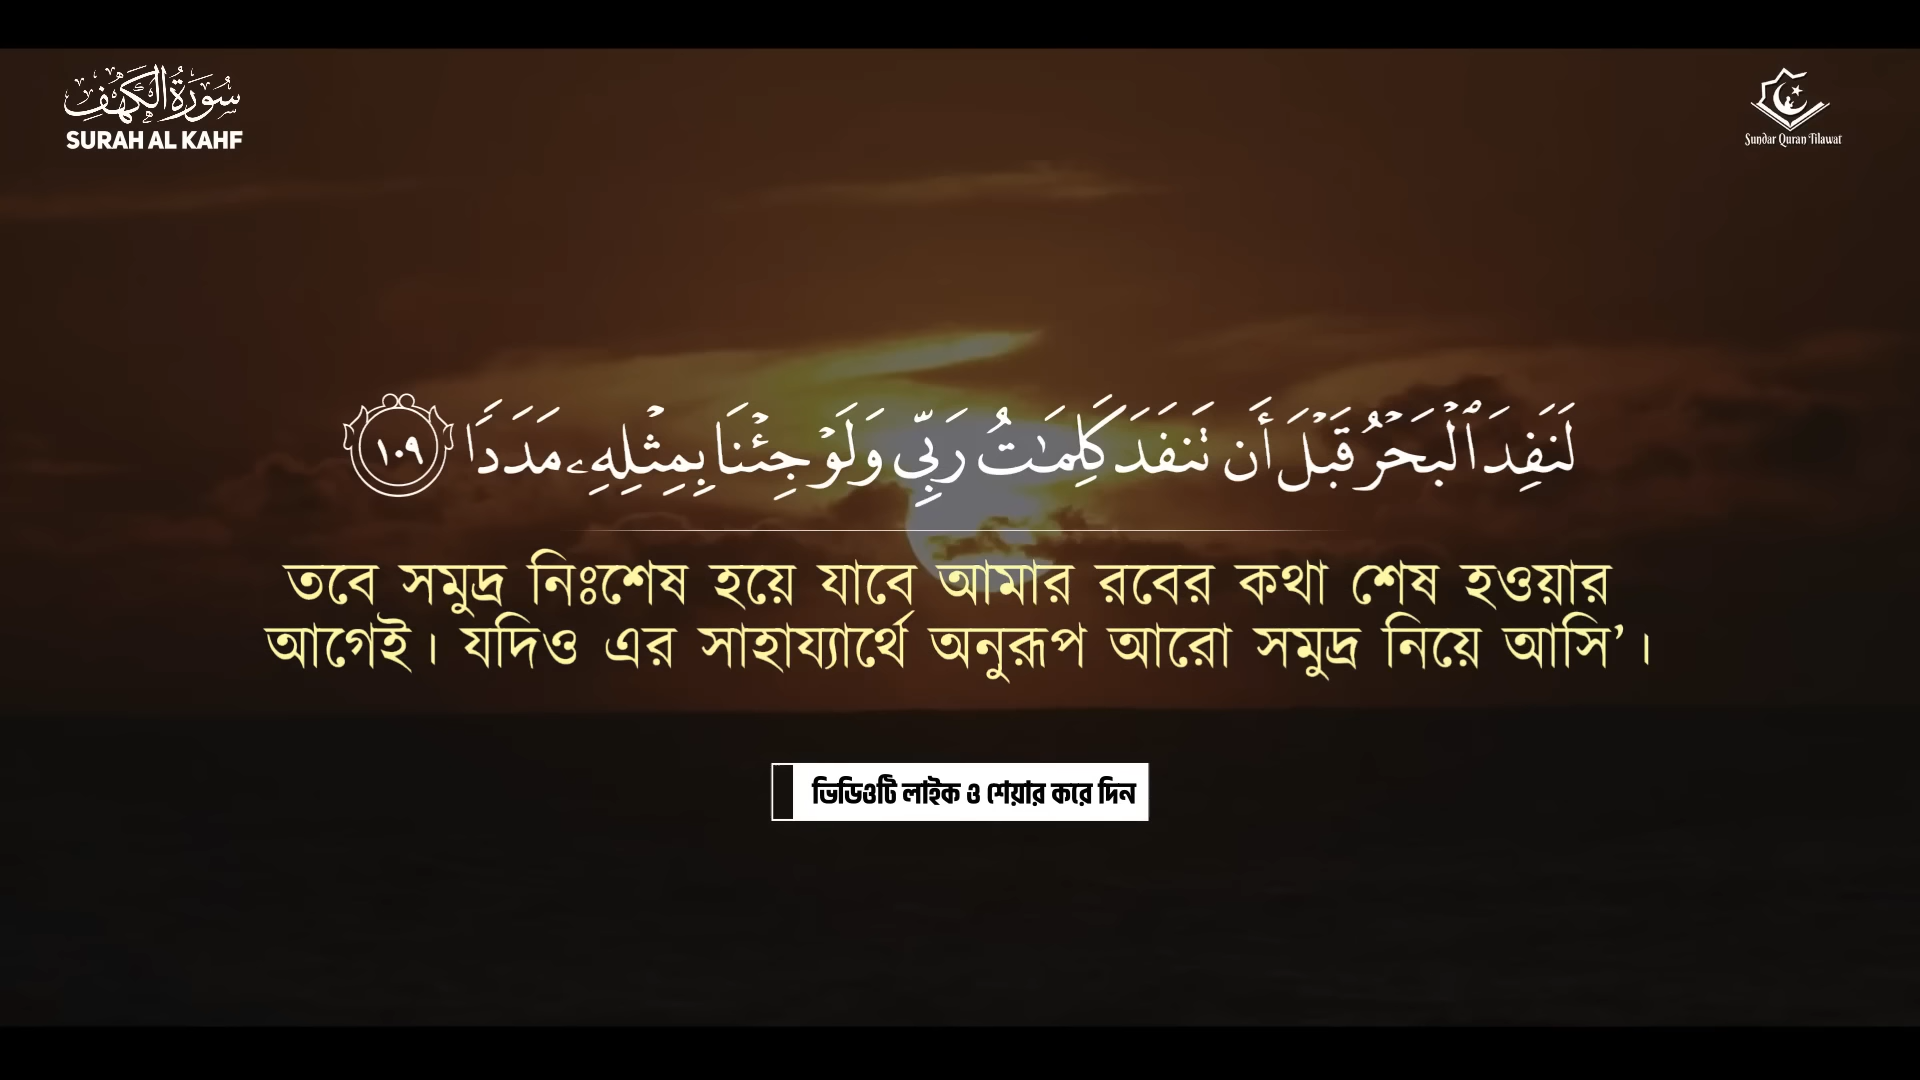 سُورَةُ الكَهْفِ
SURAH AL KAHF
Sundar Quran Tilawat
لَنَفِدَ ٱلْبَحْرُ قَبْلَ أَن تَنفَدَ كَلِمَٰتُ رَبِّى وَلَوْ جِئْنَا بِمِثْلِهِۦ مَدَدًا ١٠٩
তবে সমুদ্র নিঃশেষ হয়ে যাবে আমার রবের কথা শেষ হওয়ার
আগেই। যদিও এর সাহায্যার্থে অনুরূপ আরো সমুদ্র নিয়ে আসি’।
ভিডিওটি লাইক ও শেয়ার করে দিন